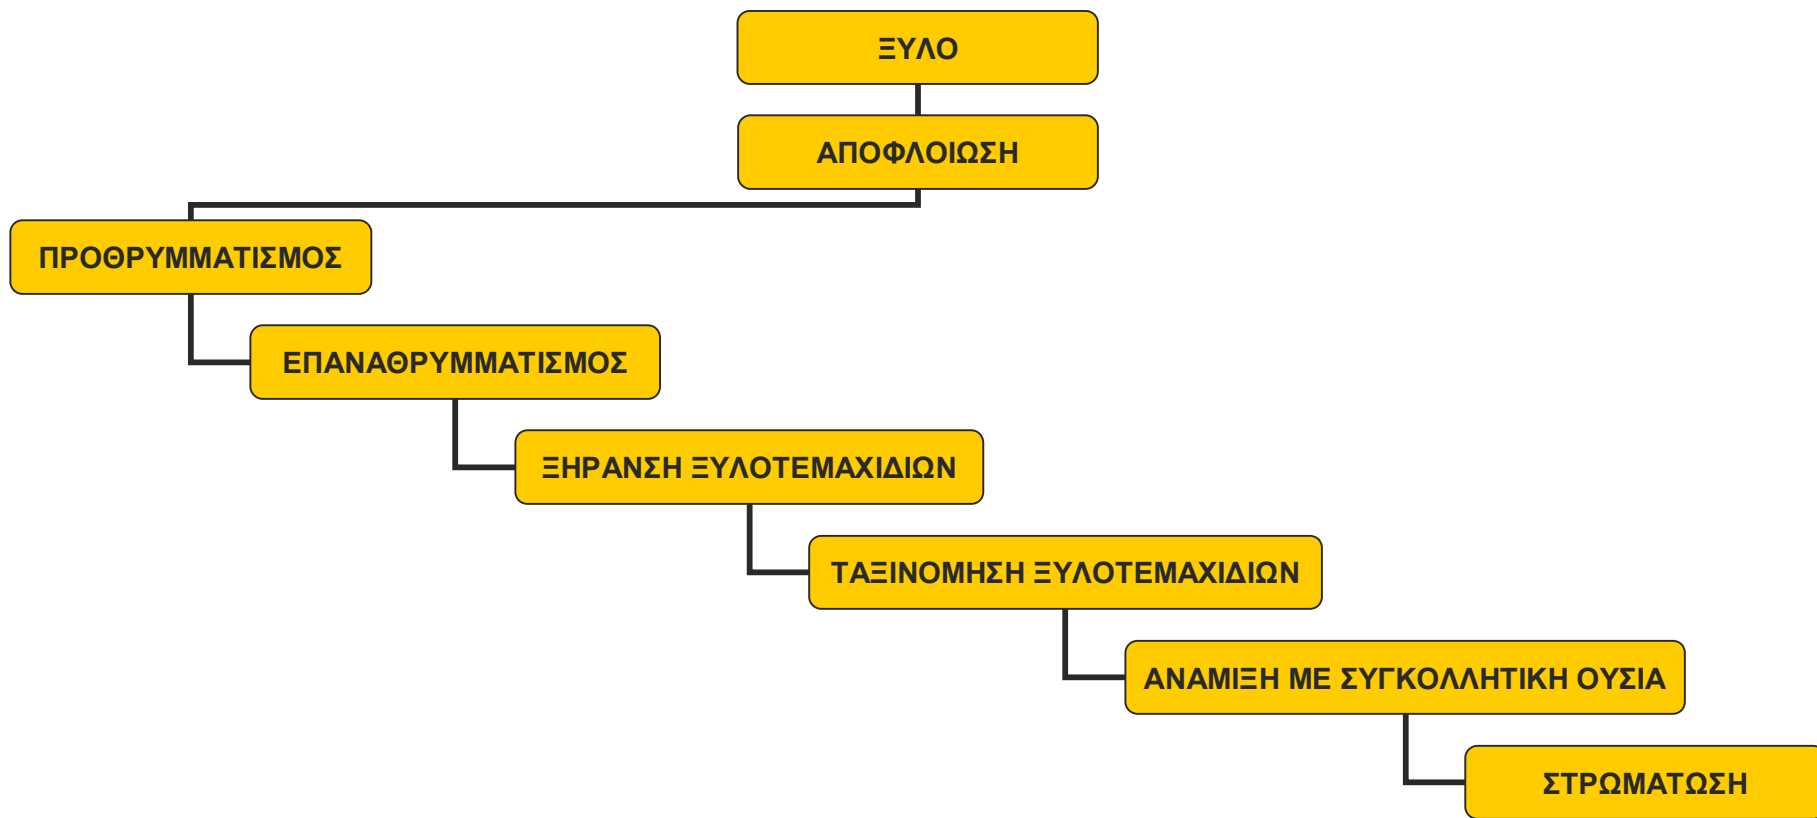 ΞΥΛΟ
ΑΠΟΦΛΟΙΩΣΗ
ΠΡΟΘΡΥΜΜΑΤΙΣΜΟΣ
ΕΠΑΝΑΘΡΥΜΜΑΤΙΣΜΟΣ
ΞΗΡΑΝΣΗ ΞΥΛΟΤΕΜΑΧΙΔΙΩΝ
ΤΑΞΙΝΟΜΗΣΗ ΞΥΛΟΤΕΜΑΧΙΔΙΩΝ
ΑΝΑΜΙΞΗ ΜΕ ΣΥΓΚΟΛΛΗΤΙΚΗ ΟΥΣΙΑ
ΣΤΡΩΜΑΤΩΣΗ